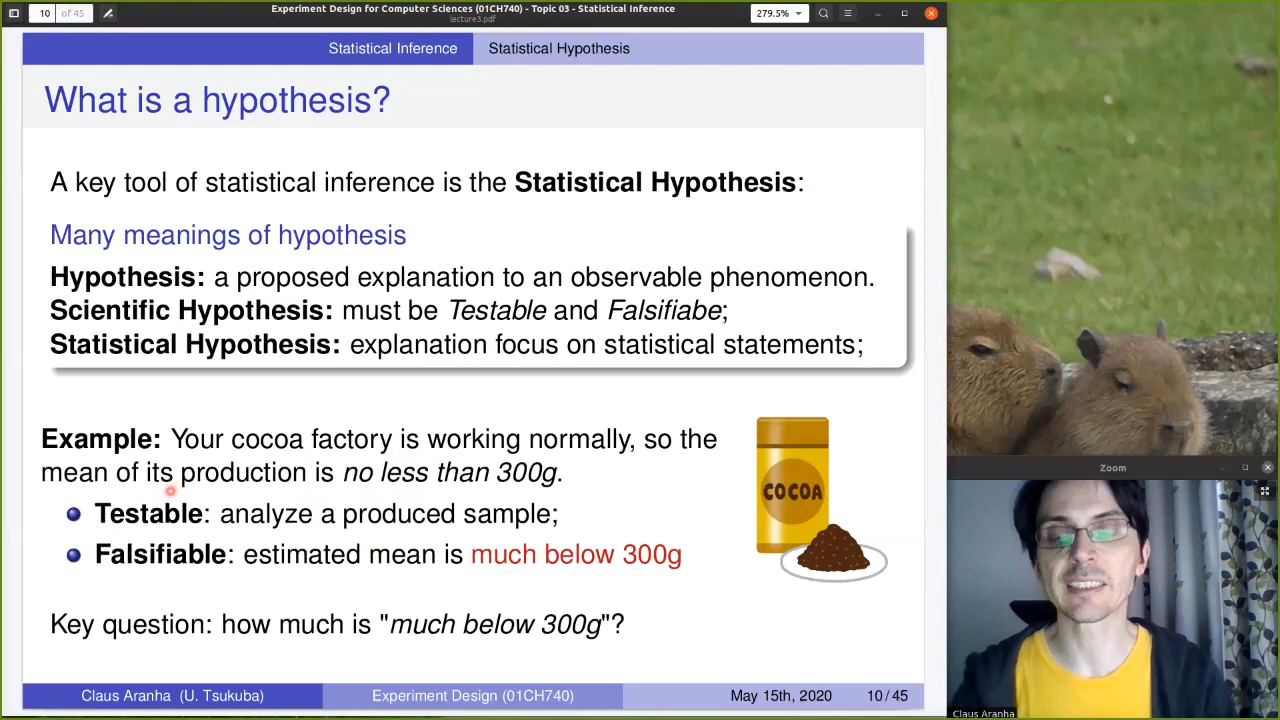 10 of 45
Experiment Design for Computer Sciences (01CH740) - Topic 03 - Statistical Inference
lecture3.pdf
279.5%
Statistical Inference
Statistical Hypothesis
What is a hypothesis?
A key tool of statistical inference is the Statistical Hypothesis:
Many meanings of hypothesis
Hypothesis: a proposed explanation to an observable phenomenon.
Scientific Hypothesis: must be Testable and Falsifiabe;
Statistical Hypothesis: explanation focus on statistical statements;
Example: Your cocoa factory is working normally, so the
mean of its production is no less than 300g.
Testable: analyze a produced sample;
Falsifiable: estimated mean is much below 300g
Key question: how much is "much below 300g"?
COCOA
Claus Aranha (U. Tsukuba)
Experiment Design (01CH740)
May 15th, 2020
10 / 45
Zoom
Claus Aranha